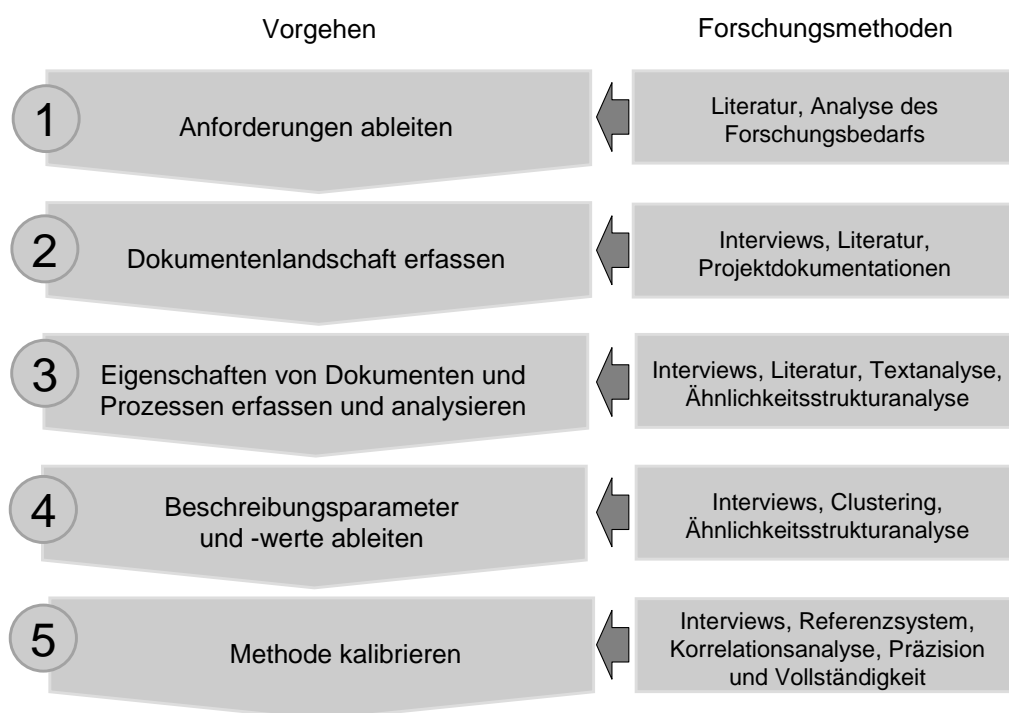 Vorgehen
Forschungsmethoden
1
Anforderungen ableiten
Literatur, Analyse des
Forschungsbedarfs
2
Dokumentenlandschaft erfassen
Interviews, Literatur,
Projektdokumentationen
3
Eigenschaften von Dokumenten und
Prozessen erfassen und analysieren
Interviews, Literatur, Textanalyse,
Ähnlichkeitsstrukturanalyse
4
Beschreibungsparameter
und -werte ableiten
Interviews, Clustering,
Ähnlichkeitsstrukturanalyse
5
Methode kalibrieren
Interviews, Referenzsystem,
Korrelationsanalyse, Präzision
und Vollständigkeit